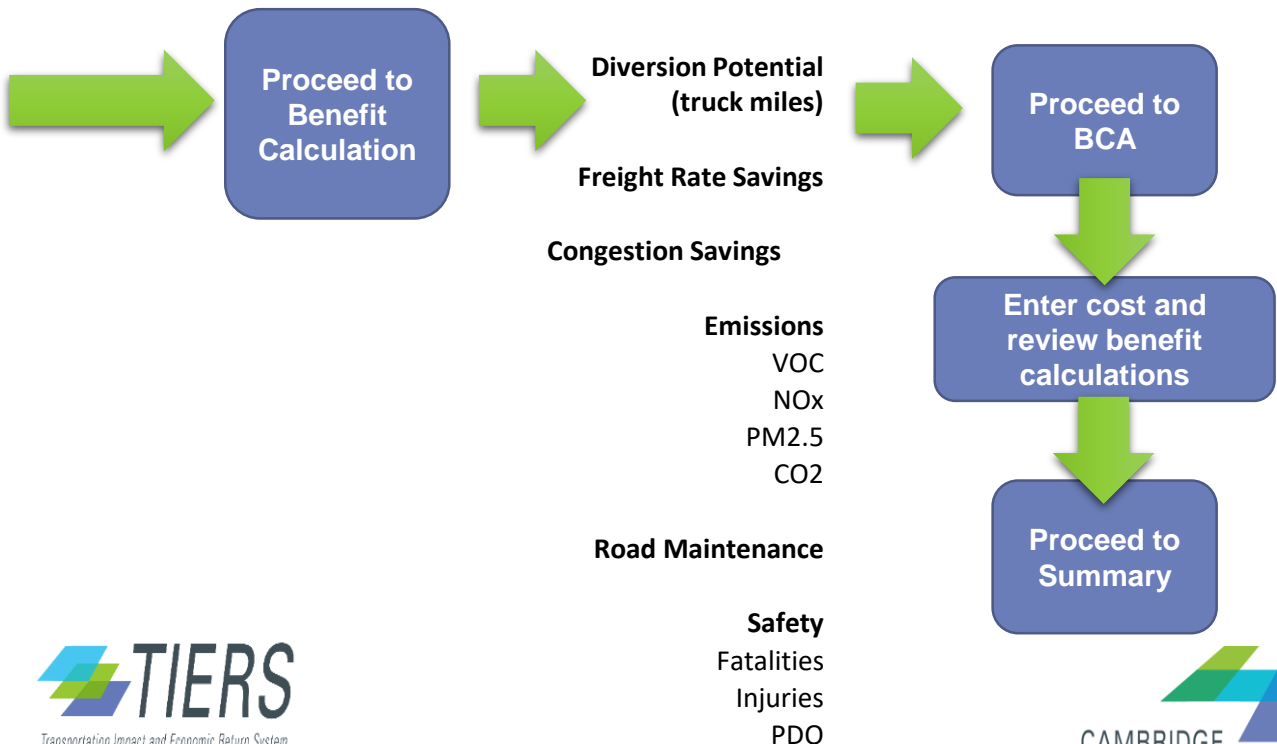 Proceed to
Benefit
Calculation
Diversion Potential
(truck miles)
Freight Rate Savings
Congestion Savings
Emissions
VOC
NOx
PM2.5
CO2
Road Maintenance
Safety
Fatalities
Injuries
PDO
Proceed to
BCA
Enter cost and
review benefit
calculations
Proceed to
Summary
TIERS
Transportation Impact and Economic Return System
CAMBRIDGE